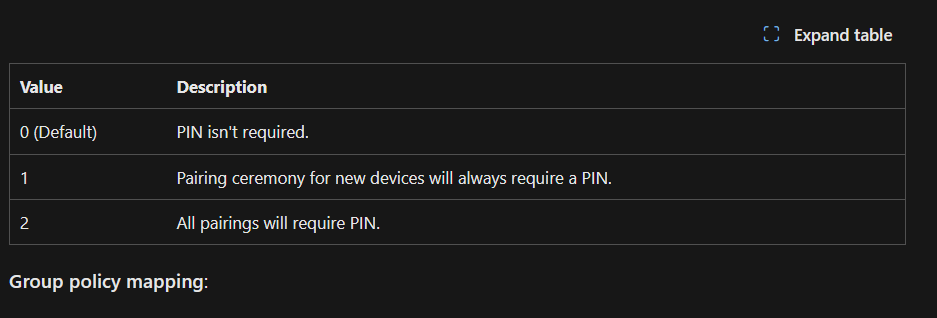 Expand table
Value Description
0 (Default) PIN isn't required.
1 Pairing ceremony for new devices will always require a PIN.
2 All pairings will require PIN.
Group policy mapping: